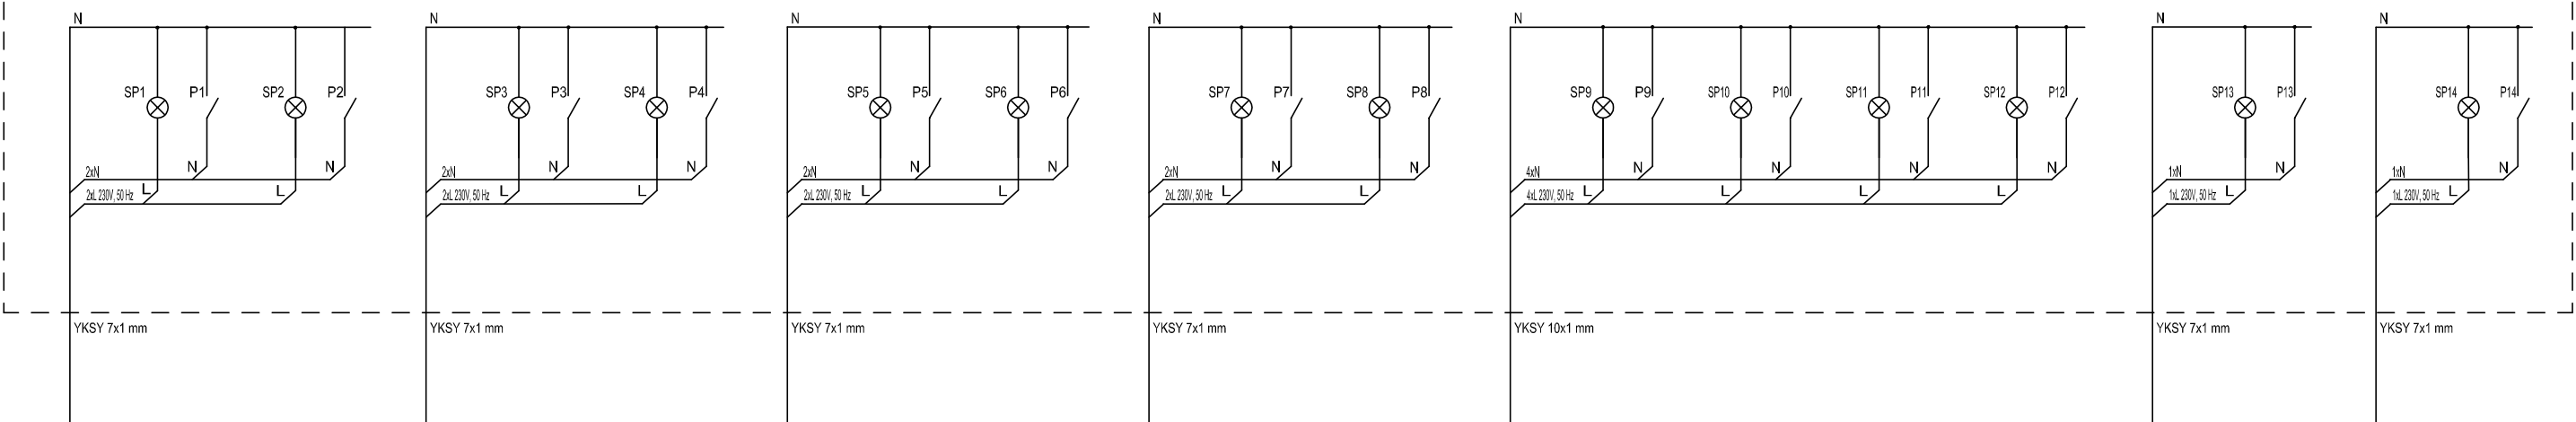 N N N N N N N
SP1 P1 SP2 P2 SP3 P3 SP4 P4 SP5 P5 SP6 P6 SP7 P7 SP8 P8 SP9 P9 SP10 P10 SP11 P11 SP12 P12 SP13 P13 SP14 P14
2xN N N 2xN N N 2xN N N 2xN N N 4xN N N N N 1xN N 1xN N
2xL 230V, 50 Hz L L 2xL 230V, 50 Hz L L 2xL 230V, 50 Hz L L 2xL 230V, 50 Hz L L 4xL 230V, 50 Hz L L L L 1xL 230V, 50 Hz L 1xL 230V, 50 Hz L
YKSY 7x1 mm YKSY 7x1 mm YKSY 7x1 mm YKSY 7x1 mm YKSY 10x1 mm YKSY 7x1 mm YKSY 7x1 mm